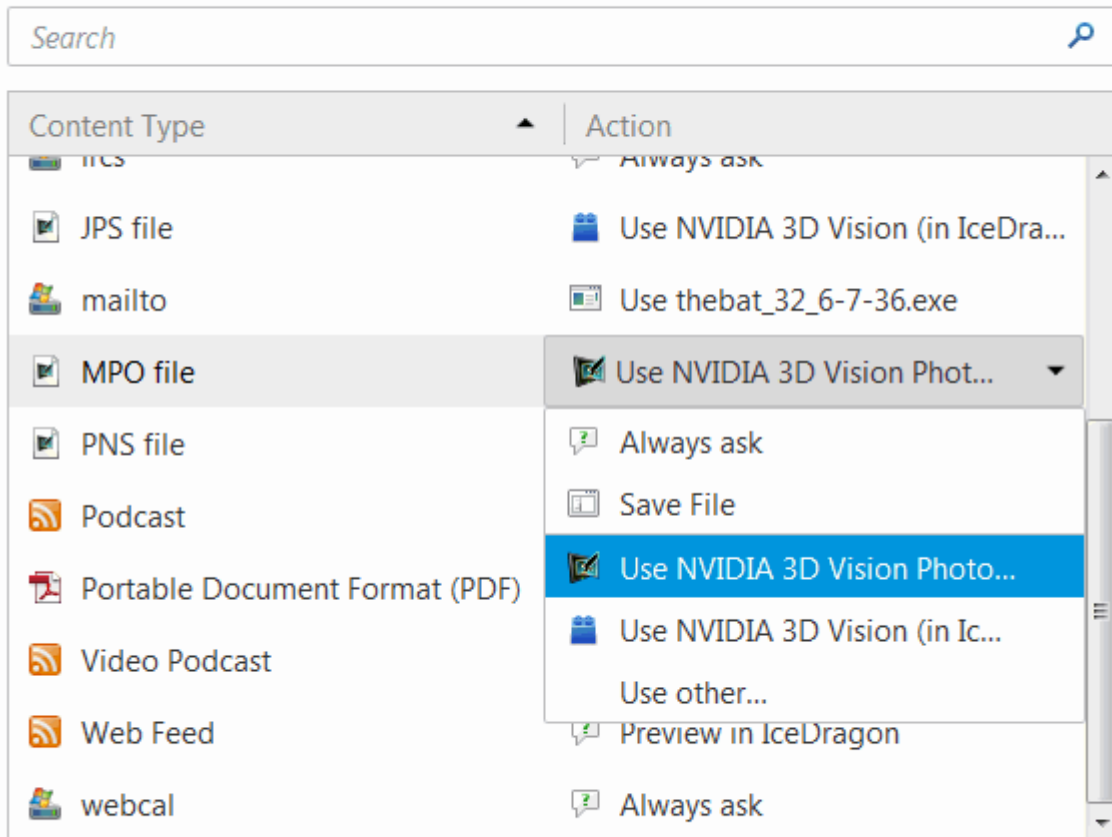 Search
Content Type Action
ircs Always ask
JPS file Use NVIDIA 3D Vision (in IceDra...
mailto Use thebat_32_6-7-36.exe
MPO file Use NVIDIA 3D Vision Phot...
PNS file Always ask
Podcast Save File
Portable Document Format (PDF) Use NVIDIA 3D Vision Photo...
Video Podcast Use NVIDIA 3D Vision (in Ic...
Use other...
Web Feed Preview in IceDragon
webcal Always ask